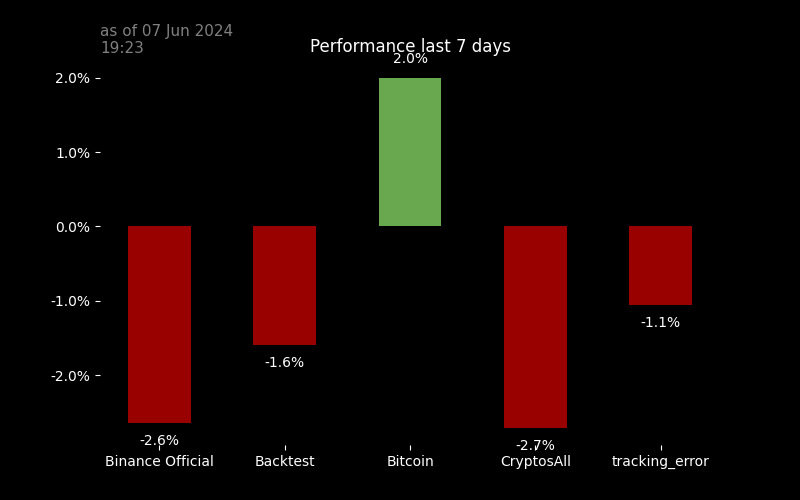 as of 07 Jun 2024
19:23
Performance last 7 days
2.0%
2.0%
1.0%
0.0%
-1.0%
-2.0%
-2.6%
-1.6%
-2.7%
-1.1%
Binance Official
Backtest
Bitcoin
CryptosAll
tracking_error